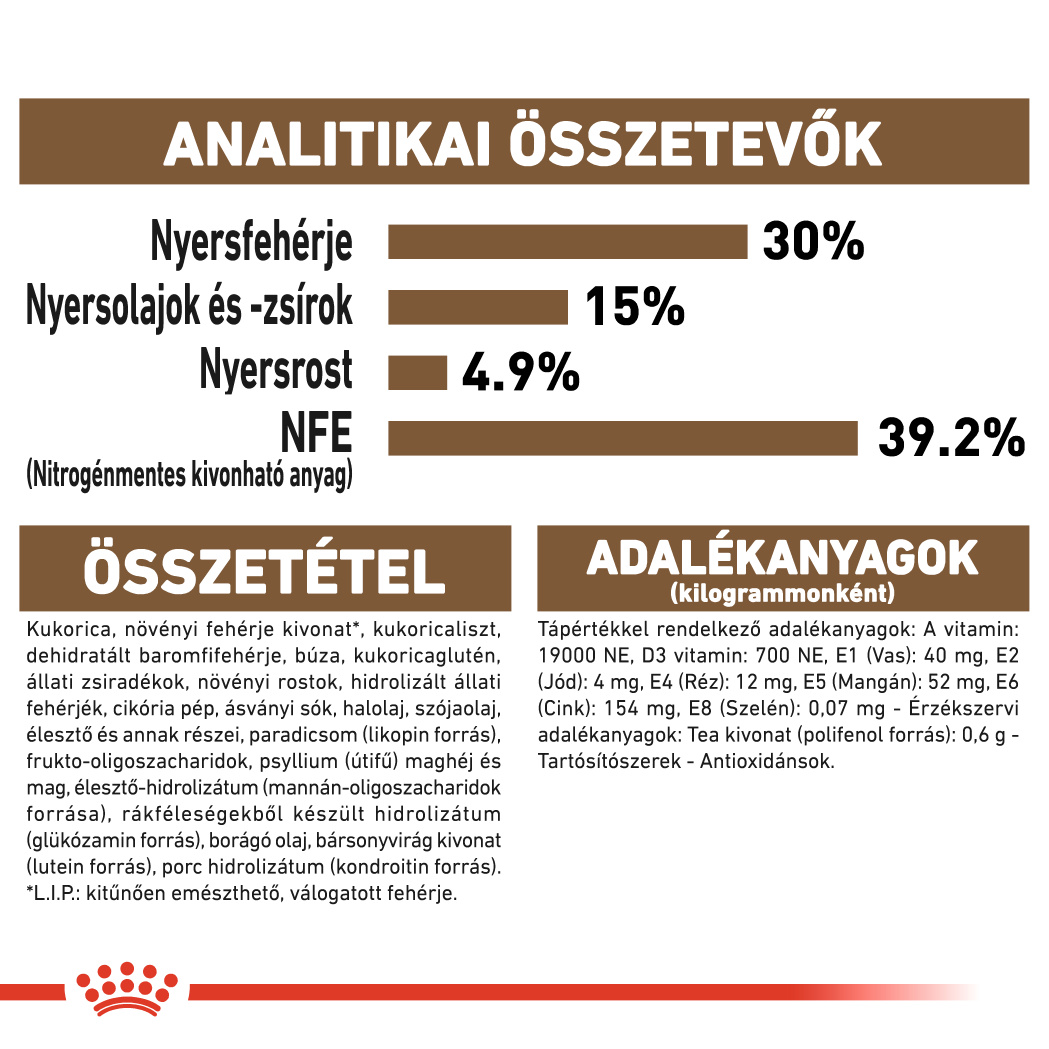 ANALITIKAI ÖSSZETEVŐK
Nyersfehérje 30%
Nyersolajok és -zsírok 15%
Nyersrost 4.9%
NFE 39.2%
(Nitrogénmentes kivonható anyag)
ÖSSZETÉTEL
Kukorica, növényi fehérje kivonat*, kukoricaliszt,
dehidratált baromfifehérje, búza, kukoricaglutén,
állati zsiradékok, növényi rostok, hidrolizált állati
fehérjék, cikória pép, ásványi sók, halolaj, szójaolaj,
élesztő és annak részei, paradicsom (likopin forrás),
frukto-oligoszacharidok, psyllium (útifű) maghéj és
mag, élesztő-hidrolizátum (mannán-oligoszacharidok
forrása), rákféleségekből készült hidrolizátum
(glükózamin forrás), borágó olaj, bársonyvirág kivonat
(lutein forrás), porc hidrolizátum (kondroitin forrás).
*L.I.P.: kitűnően emészthető, válogatott fehérje.
ADALÉKANYAGOK
(kilogrammonként)
Tápértékkel rendelkező adalékanyagok: A vitamin:
19000 NE, D3 vitamin: 700 NE, E1 (Vas): 40 mg, E2
(Jód): 4 mg, E4 (Réz): 12 mg, E5 (Mangán): 52 mg, E6
(Cink): 154 mg, E8 (Szelén): 0,07 mg - Érzékszervi
adalékanyagok: Tea kivonat (polifenol forrás): 0,6 g -
Tartósítószerek - Antioxidánsok.